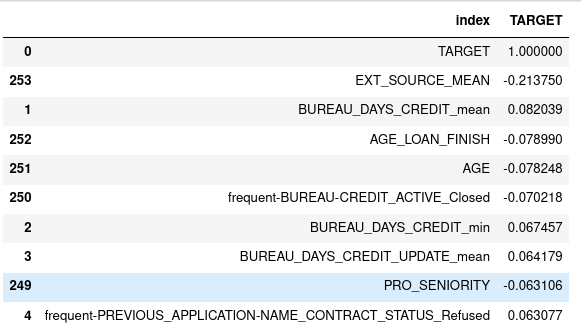 index TARGET
0 TARGET 1.000000
253 EXT_SOURCE_MEAN -0.213750
1 BUREAU_DAYS_CREDIT_mean 0.082039
252 AGE_LOAN_FINISH -0.078990
251 AGE -0.078248
250 frequent-BUREAU-CREDIT_ACTIVE_Closed -0.070218
2 BUREAU_DAYS_CREDIT_min 0.067457
3 BUREAU_DAYS_CREDIT_UPDATE_mean 0.064179
249 PRO_SENIORITY -0.063106
4 frequent-PREVIOUS_APPLICATION-NAME_CONTRACT_STATUS_Refused 0.063077